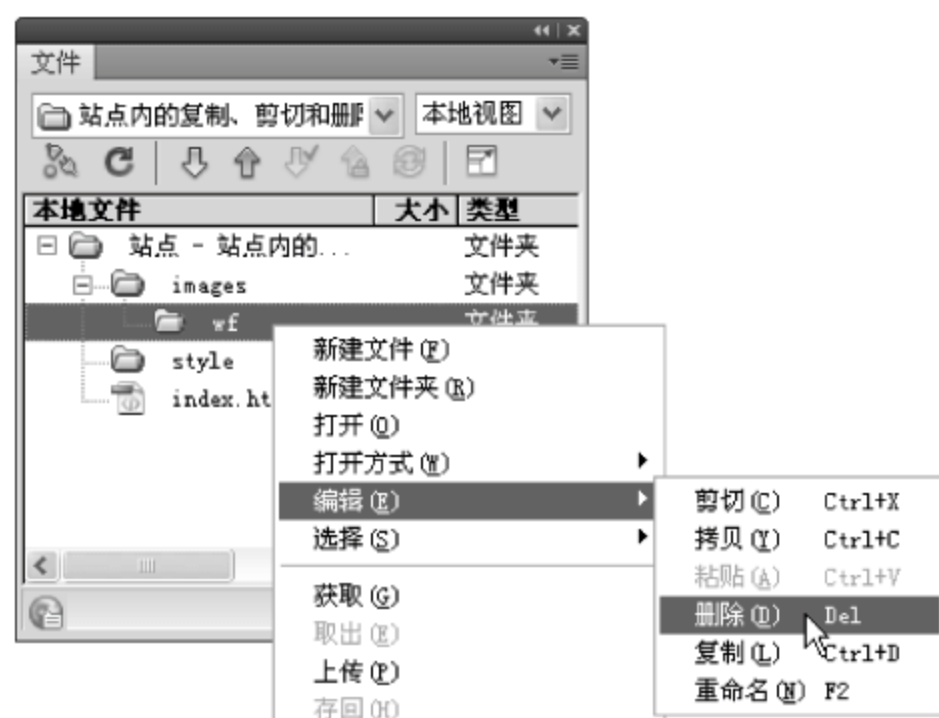 文件
站点内的复制、剪切和删 本地视图
本地文件 大小 类型
站点 - 站点内的... 文件夹
images 文件夹
wf 文件夹
style
index.ht
新建文件(F)
新建文件夹(R)
打开(O)
打开方式(W)
编辑(E)
选择(S)
获取(G)
取出(E)
上传(P)
存回(H)
剪切(C) Ctrl+X
拷贝(Y) Ctrl+C
粘贴(A) Ctrl+V
删除(D) Del
复制(L) Ctrl+D
重命名(N) F2